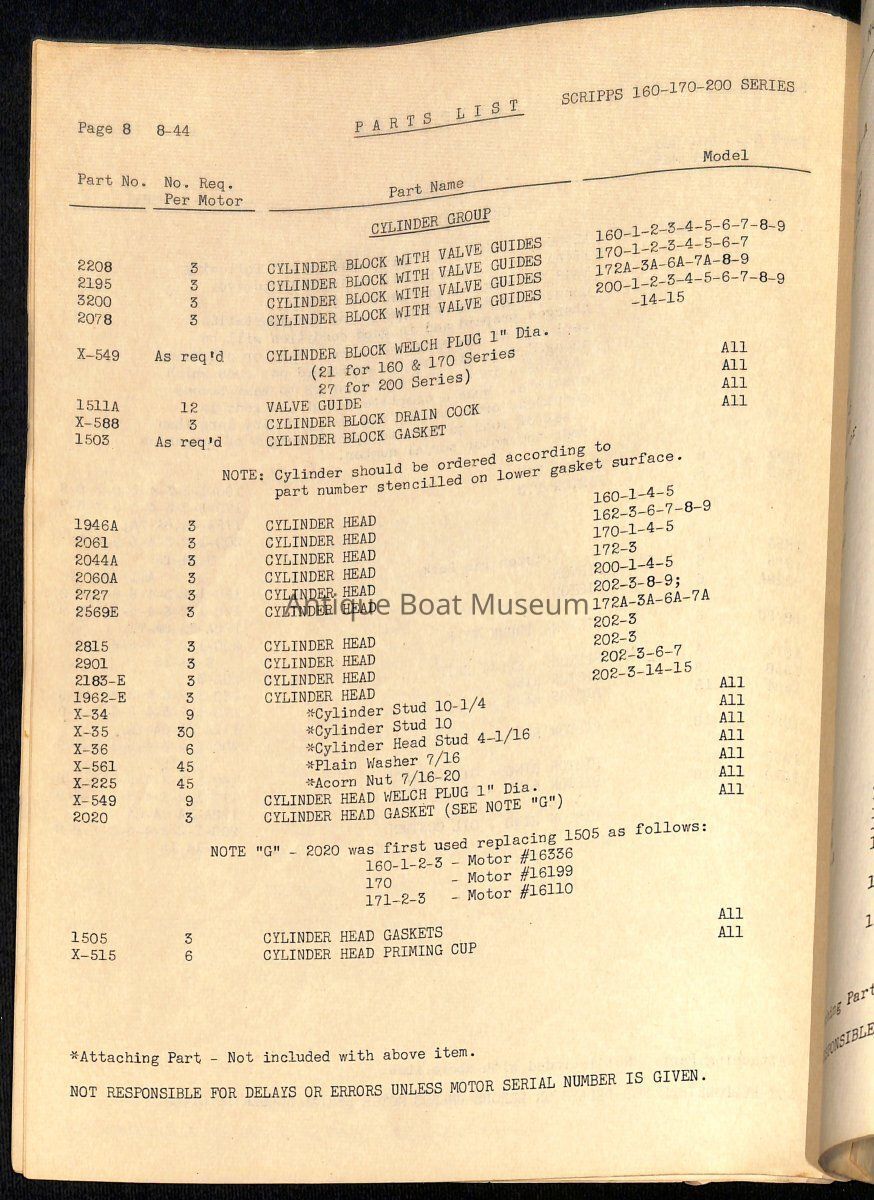 SCRIPPS 160-170-200 SERIES
PARTS LIST
Page 8 8-44
Model
Part No. No. Req. Part Name
Per Motor
CYLINDER GROUP
2208 3 CYLINDER BLOCK WITH VALVE GUIDES 160-1-2-3-4-5-6-7-8-9
2195 3 CYLINDER BLOCK WITH VALVE GUIDES 170-1-2-3-4-5-6-7
3200 3 CYLINDER BLOCK WITH VALVE GUIDES 172A-3A-6A-7A-8-9
2078 3 CYLINDER BLOCK WITH VALVE GUIDES 200-1-2-3-4-5-6-7-8-9
-14-15
X-549 As req'd CYLINDER BLOCK WELCH PLUG 1" Dia. All
(21 for 160 & 170 Series All
27 for 200 Series) All
1511A 12 VALVE GUIDE All
X-588 3 CYLINDER BLOCK DRAIN COCK
1503 As req'd CYLINDER BLOCK GASKET
NOTE: Cylinder should be ordered according to
part number stencilled on lower gasket surface.
1946A 3 CYLINDER HEAD 160-1-4-5
2061 3 CYLINDER HEAD 162-3-6-7-8-9
2044A 3 CYLINDER HEAD 170-1-4-5
2060A 3 CYLINDER HEAD 172-3
2727 3 CYLINDER HEAD 200-1-4-5
2569E 3 CYLINDER HEAD 202-3-8-9;
172A-3A-6A-7A
Antique Boat Museum
2815 3 CYLINDER HEAD 202-3
2901 3 CYLINDER HEAD 202-3
2183-E 3 CYLINDER HEAD 202-3-6-7
1962-E 3 CYLINDER HEAD 202-3-14-15
X-34 9 *Cylinder Stud 10-1/4 All
X-35 30 *Cylinder Stud 10 All
X-36 6 *Cylinder Head Stud 4-1/16 All
X-561 45 *Plain Washer 7/16 All
X-225 45 *Acorn Nut 7/16-20 All
X-549 9 CYLINDER HEAD WELCH PLUG 1" Dia. All
2020 3 CYLINDER HEAD GASKET (SEE NOTE "G") All
NOTE "G" - 2020 was first used replacing 1505 as follows:
160-1-2-3 - Motor #16336
170 - Motor #16199
171-2-3 - Motor #16110
1505 3 CYLINDER HEAD GASKETS All
X-515 6 CYLINDER HEAD PRIMING CUP All
*Attaching Part - Not included with above item.
NOT RESPONSIBLE FOR DELAYS OR ERRORS UNLESS MOTOR SERIAL NUMBER IS GIVEN.